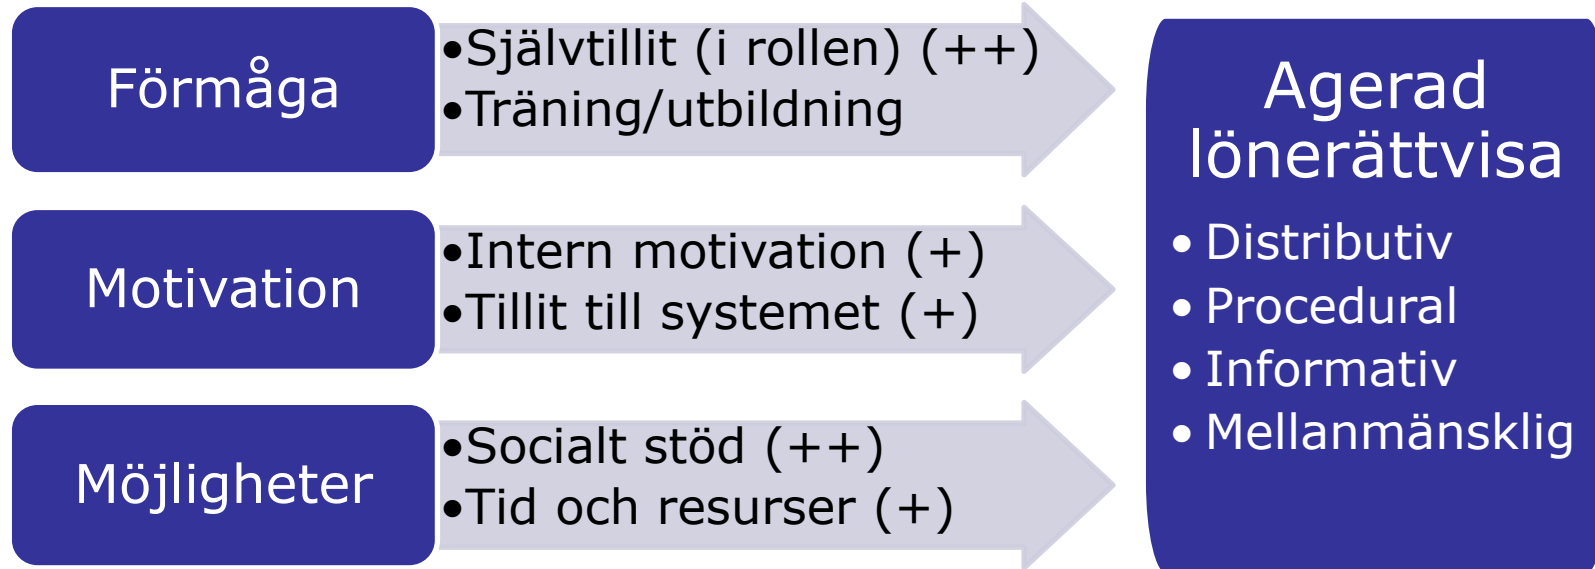 Förmåga
•Självtillit (i rollen) (++)
•Träning/utbildning
Motivation
•Intern motivation (+)
•Tillit till systemet (+)
Möjligheter
•Socialt stöd (++)
•Tid och resurser (+)
Agerad
lönerättvisa
• Distributiv
• Procedural
• Informativ
• Mellanmänsklig